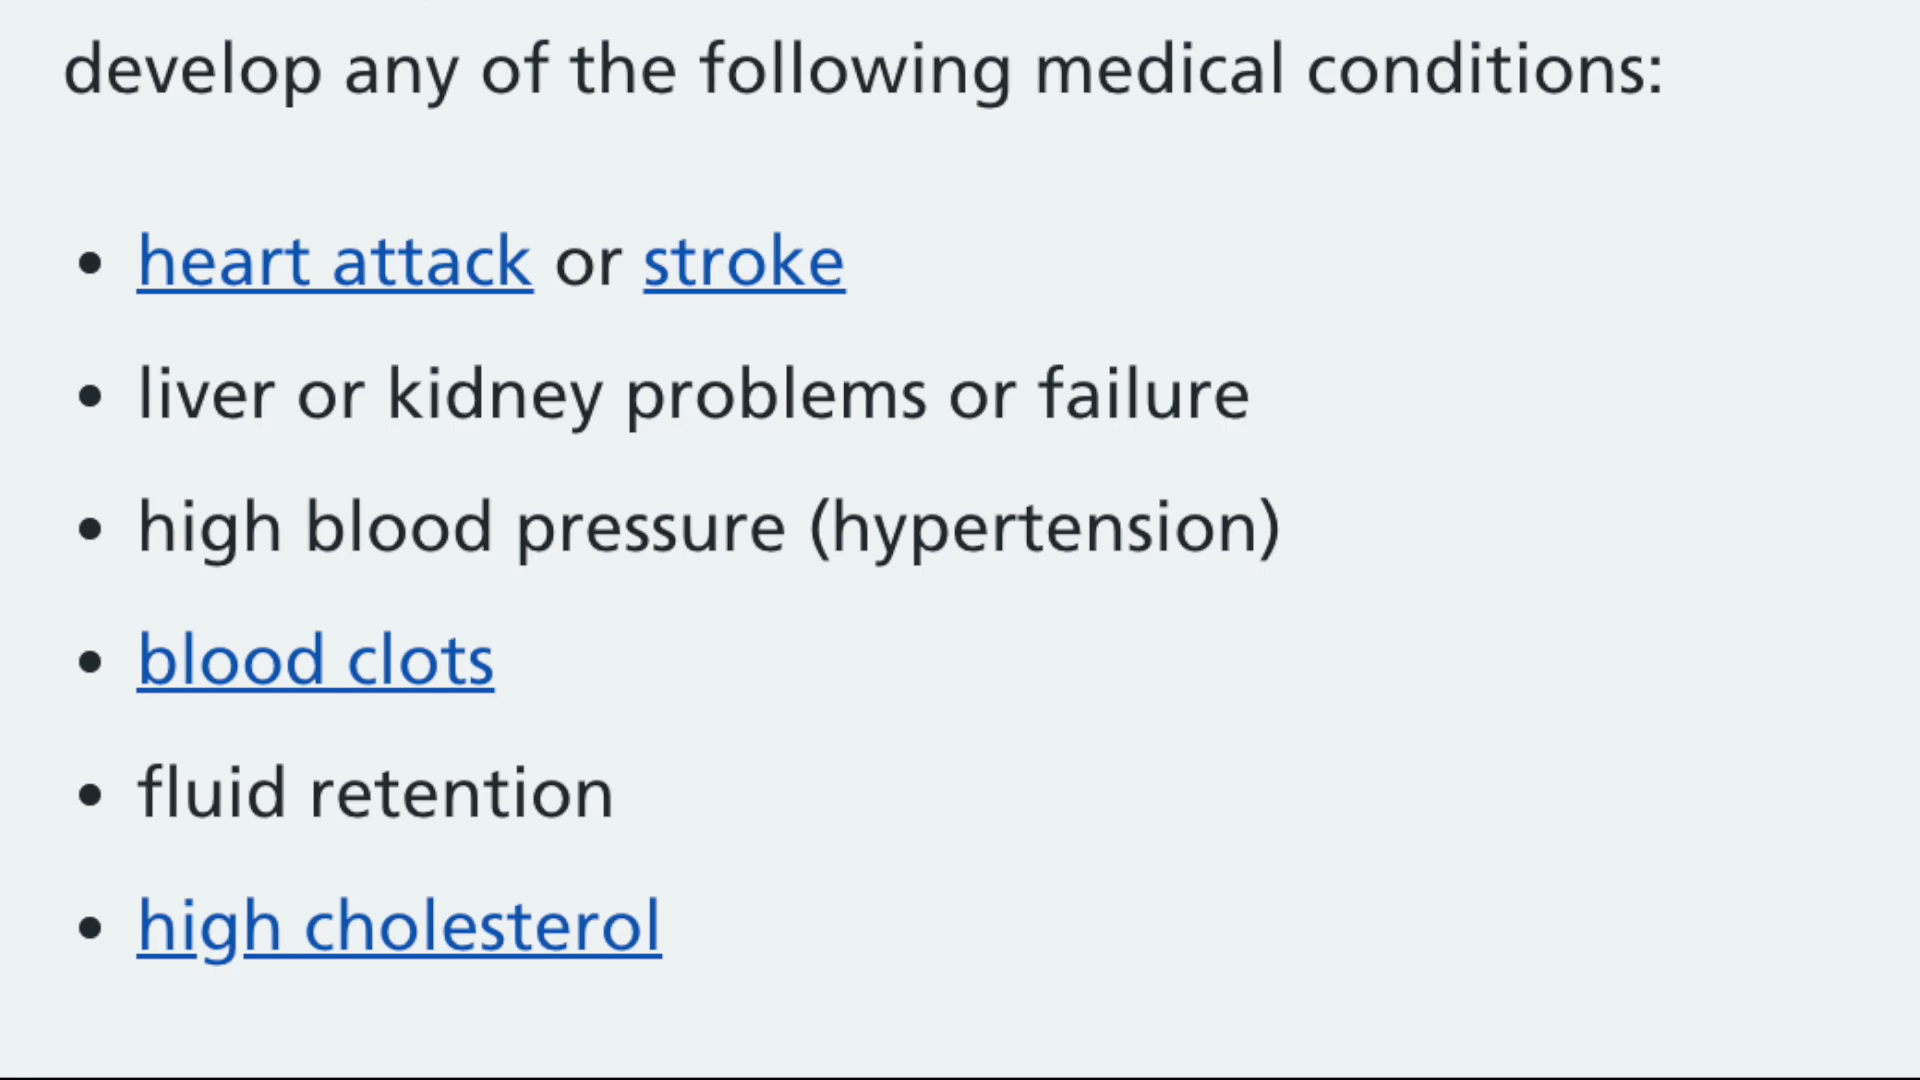 develop any of the following medical conditions:
• heart attack or stroke
• liver or kidney problems or failure
• high blood pressure (hypertension)
• blood clots
• fluid retention
• high cholesterol